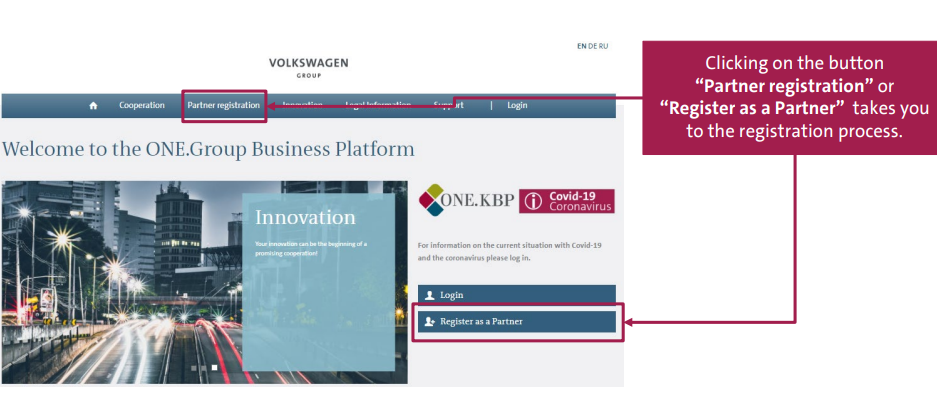 EN DE RU
VOLKSWAGEN
GROUP
Cooperation Partner registration Innovation Legal Information Support | Login
Welcome to the ONE.Group Business Platform
Innovation
Your innovation can be the beginning of a
promising cooperation!
ONE.KBP
i Covid-19
Coronavirus
For information on the current situation with Covid-19
and the coronavirus please log in.
Login
Register as a Partner
Clicking on the button
“Partner registration” or
“Register as a Partner” takes you
to the registration process.